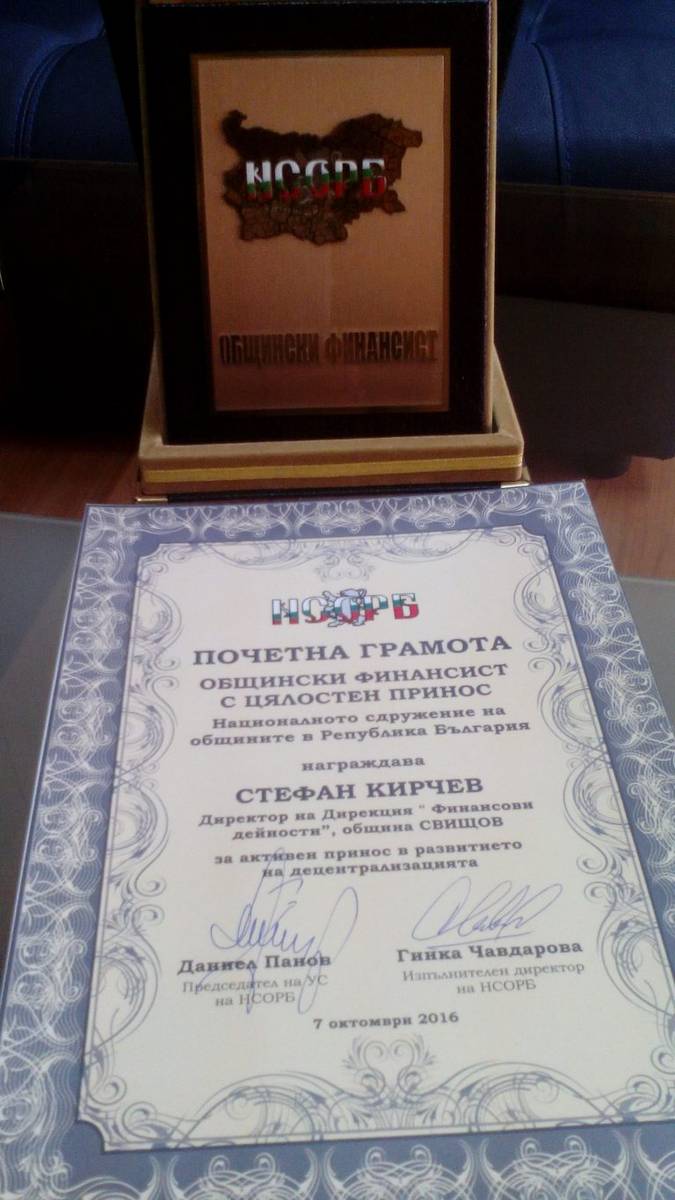 НСОРБ
ОБЩИНСКИ ФИНАНСИСТ
НСОРБ
ПОЧЕТНА ГРАМОТА
ОБЩИНСКИ ФИНАНСИСТ
С ЦЯЛОСТЕН ПРИНОС
Националното сдружение на
общините в Република България
награждава
СТЕФАН КИРЧЕВ
Директор на Дирекция " Финансови
дейности", община СВИЩОВ
за активен принос в развитието
на децентрализацията
Даниел Панов
Председател на УС
на НСОРБ
Гинка Чавдарова
Изпълнителен директор
на НСОРБ
7 октомври 2016